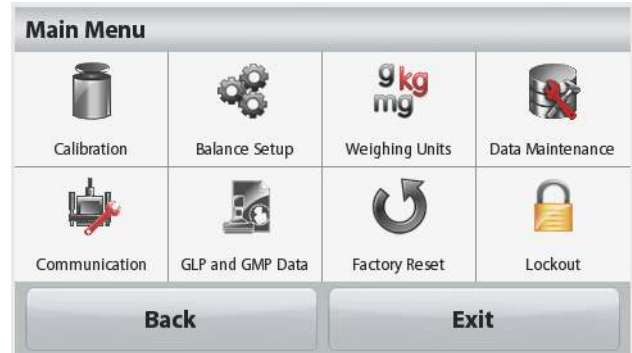 Main Menu
g kg
mg
Calibration
Balance Setup
Weighing Units
Data Maintenance
Communication
GLP and GMP Data
Factory Reset
Lockout
Back
Exit